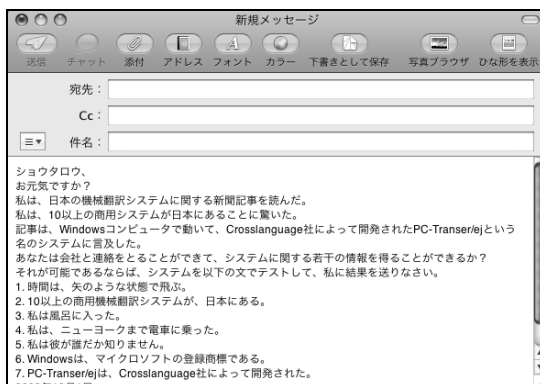 新規メッセージ
送信 チャット 添付 アドレス フォント カラー 下書きとして保存 写真ブラウザ ひな形を表示
宛先：
Cc：
件名：
ショウタロウ、
お元気ですか？
私は、日本の機械翻訳システムに関する新聞記事を読んだ。
私は、10以上の商用システムが日本にあることに驚いた。
記事は、Windowsコンピュータで動いて、Crosslanguage社によって開発されたPC-Transer/ejという
名のシステムに言及した。
あなたは会社と連絡をとることができて、システムに関する若干の情報を得ることができるか？
それが可能であるならば、システムを以下の文でテストして、私に結果を送りなさい。
1. 時間は、矢のような状態で飛ぶ。
2. 10以上の商用機械翻訳システムが、日本にある。
3. 私は風呂に入った。
4. 私は、ニューヨークまで電車に乗った。
5. 私は彼が誰だか知りません。
6. Windowsは、マイクロソフトの登録商標である。
7. PC-Transer/ejは、Crosslanguage社によって開発された。